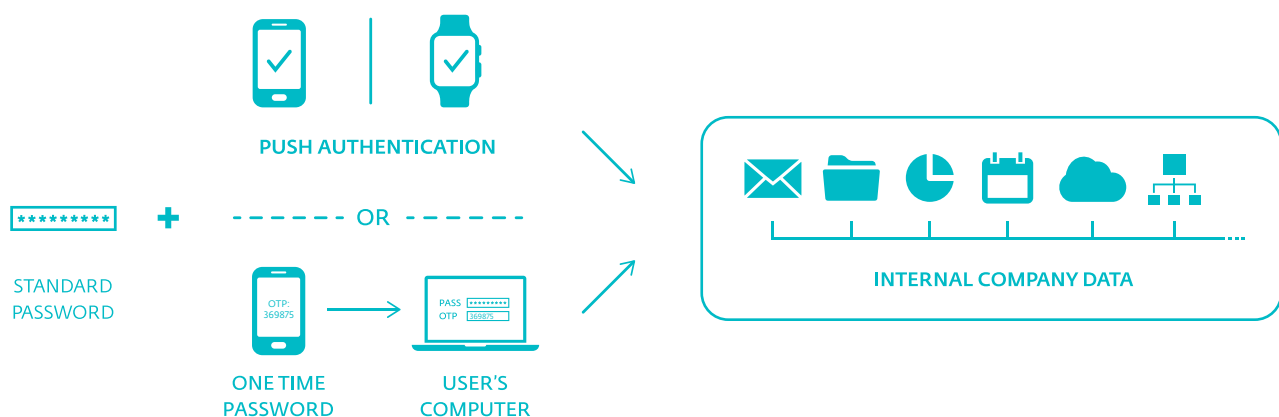 PUSH AUTHENTICATION
*********
OR
STANDARD
PASSWORD
OTP:
369875
PASS *********
OTP 369875
ONE TIME
PASSWORD
USER'S
COMPUTER
INTERNAL COMPANY DATA